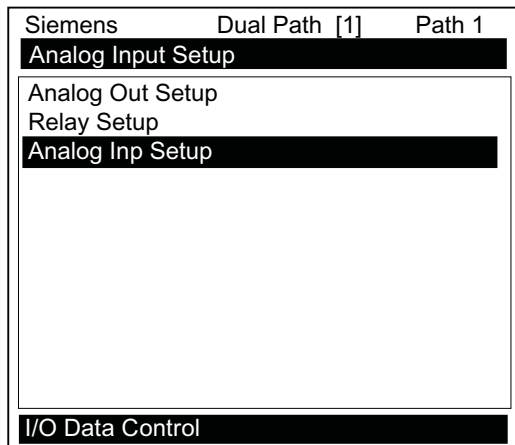 Siemens Dual Path [1] Path 1
Analog Input Setup
Analog Out Setup
Relay Setup
Analog Inp Setup
I/O Data Control